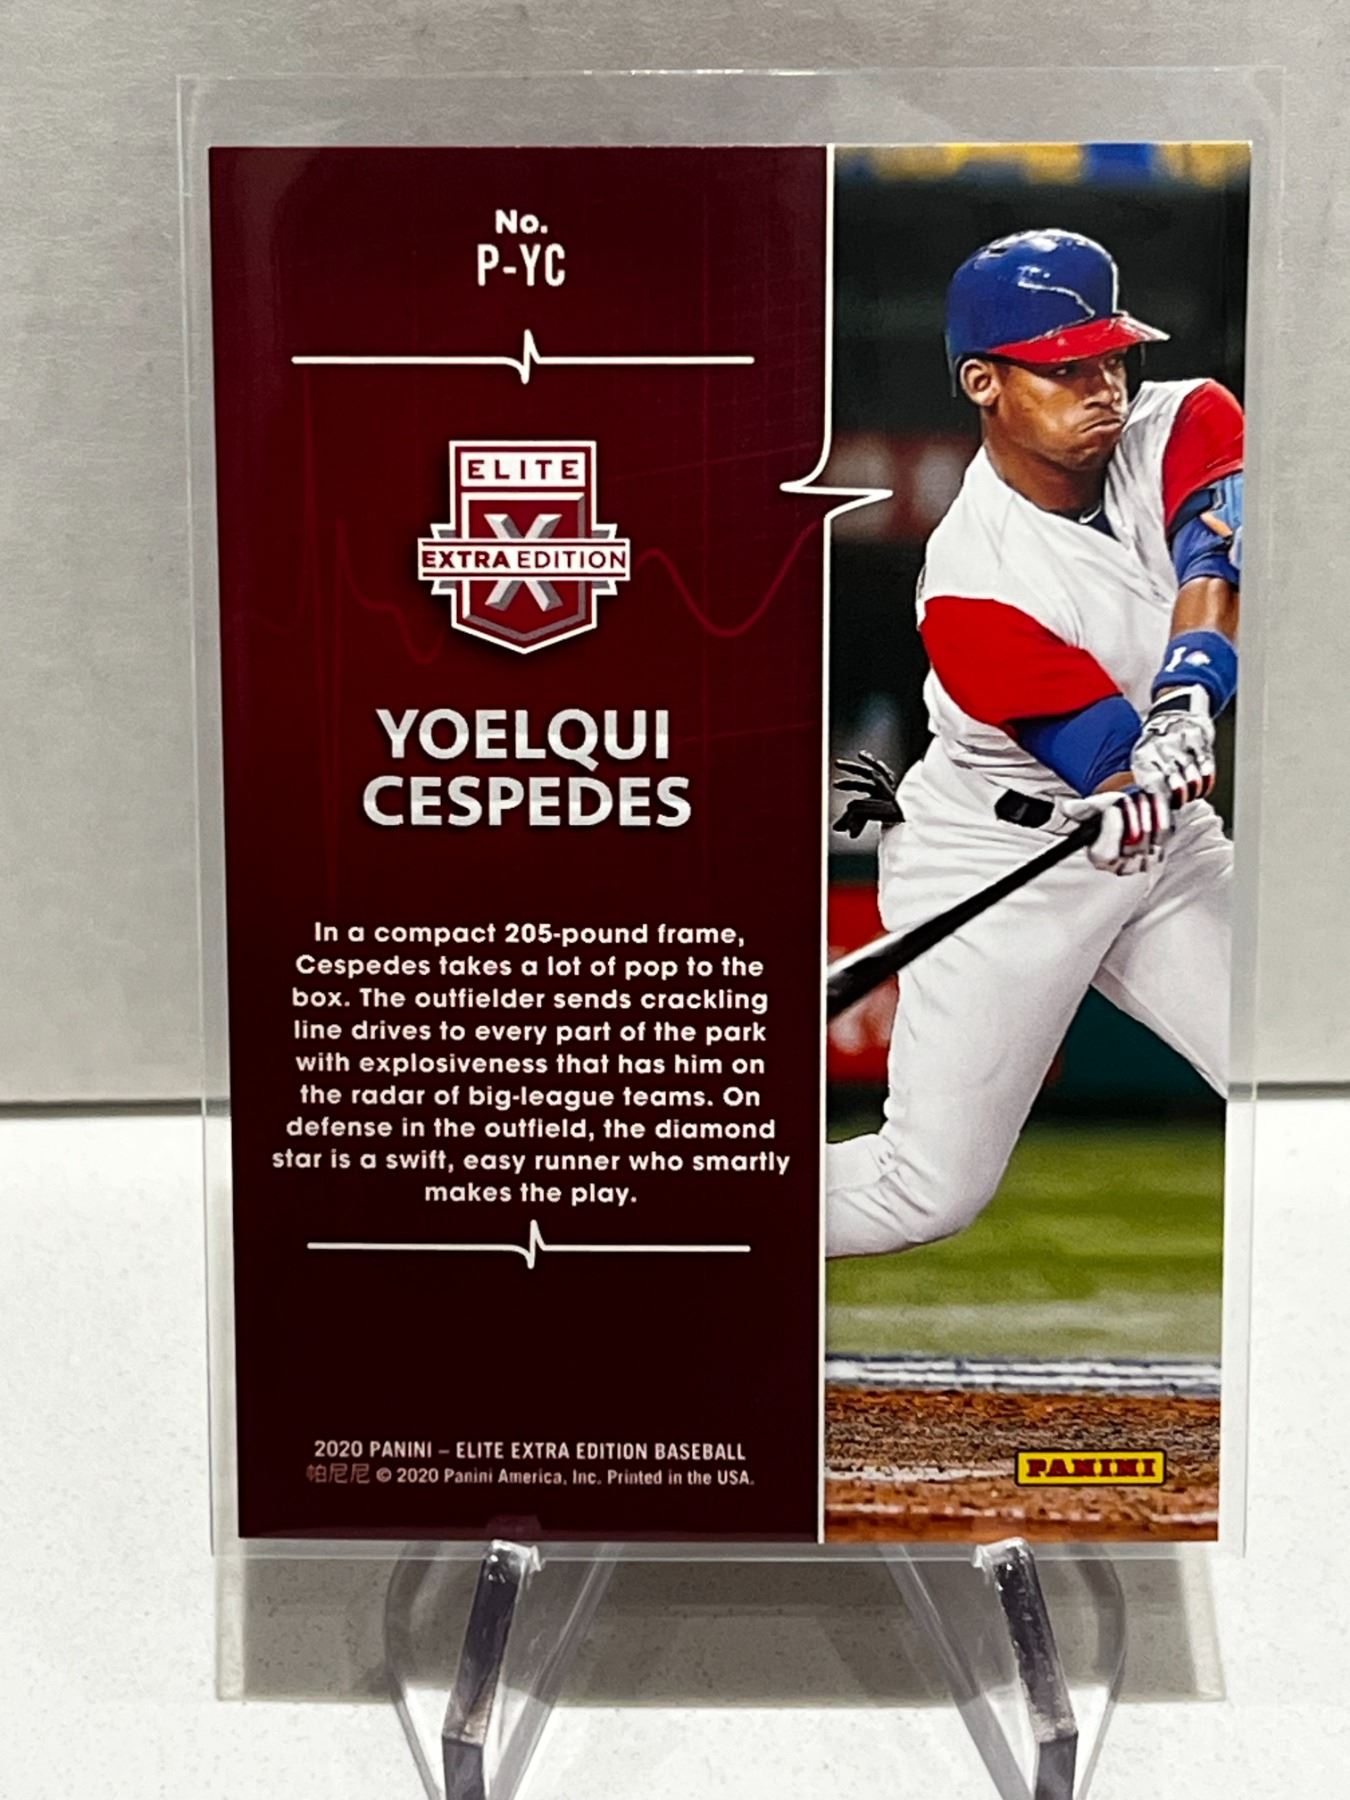 No.
P-YC
ELITE
X
EXTRA EDITION
YOELQUI
CESPEDES
In a compact 205-pound frame,
Cespedes takes a lot of pop to the
box. The outfielder sends crackling
line drives to every part of the park
with explosiveness that has him on
the radar of big-league teams. On
defense in the outfield, the diamond
star is a swift, easy runner who smartly
makes the play.
2020 PANINI – ELITE EXTRA EDITION BASEBALL
帕尼尼 © 2020 Panini America, Inc. Printed in the USA.
PANINI